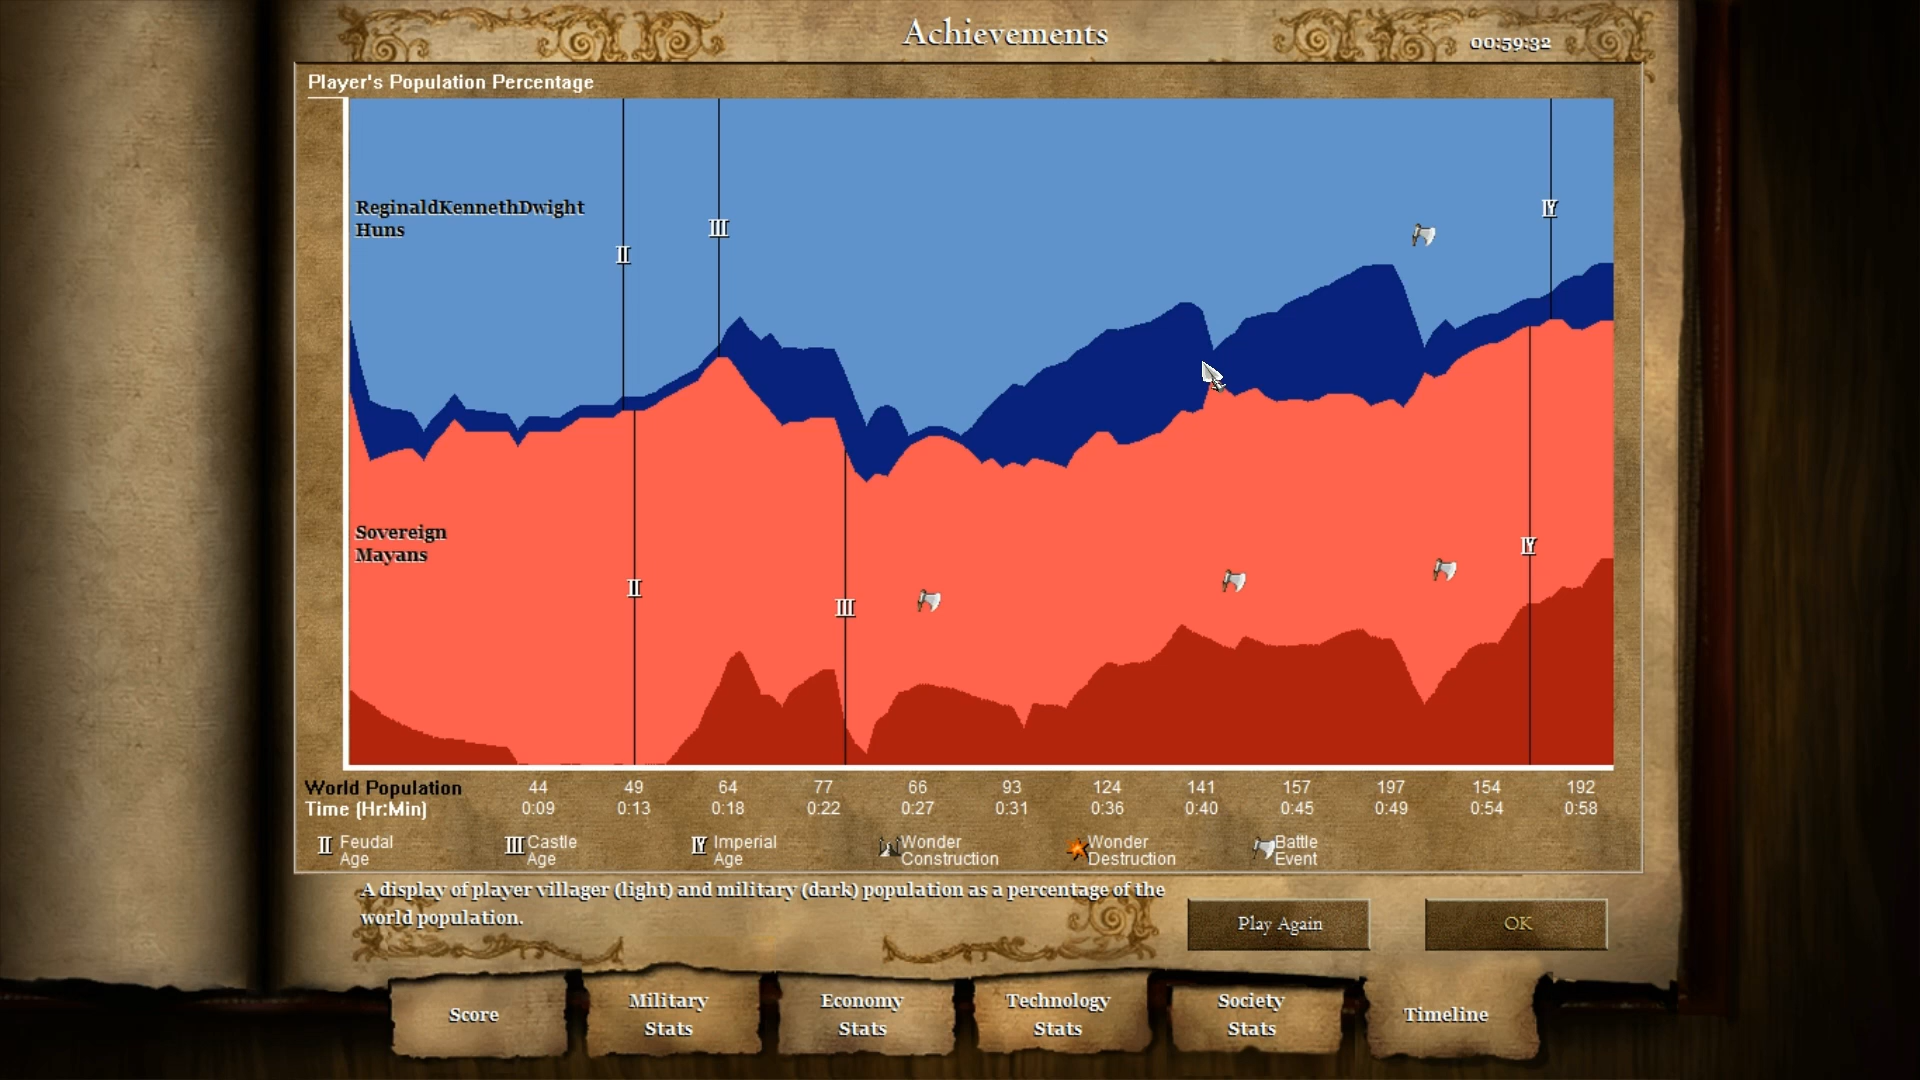 Achievements
00:59:32
Player's Population Percentage
ReginaldKennethDwight
Huns
II
III
IV
Sovereign
Mayans
II
III
IV
World Population 44 49 64 77 66 93 124 141 157 197 154 192
Time (Hr:Min) 0:09 0:13 0:18 0:22 0:27 0:31 0:36 0:40 0:45 0:49 0:54 0:58
II Feudal Age
III Castle Age
IV Imperial Age
Wonder Construction
Wonder Destruction
Battle Event
A display of player villager (light) and military (dark) population as a percentage of the
world population.
Play Again
OK
Score
Military
Stats
Economy
Stats
Technology
Stats
Society
Stats
Timeline